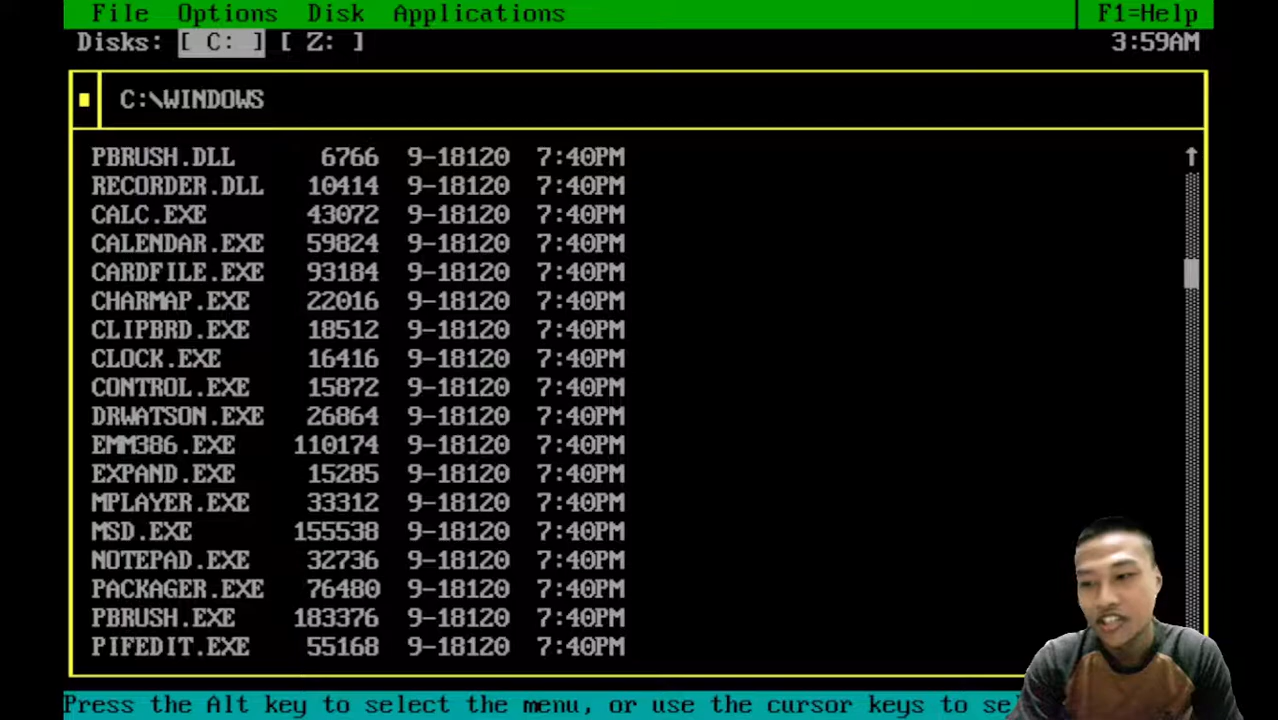 File Options Disk Applications F1=Help
Disks: [ C: ] [ Z: ] 3:59AM
C:\WINDOWS
PBRUSH.DLL 6766 9-18120 7:40PM
RECORDER.DLL 10414 9-18120 7:40PM
CALC.EXE 43072 9-18120 7:40PM
CALENDAR.EXE 59824 9-18120 7:40PM
CARDFILE.EXE 93184 9-18120 7:40PM
CHARMAP.EXE 22016 9-18120 7:40PM
CLIPBRD.EXE 18512 9-18120 7:40PM
CLOCK.EXE 16416 9-18120 7:40PM
CONTROL.EXE 15872 9-18120 7:40PM
DRWATSON.EXE 26864 9-18120 7:40PM
EMM386.EXE 110174 9-18120 7:40PM
EXPAND.EXE 15285 9-18120 7:40PM
MPLAYER.EXE 33312 9-18120 7:40PM
MSD.EXE 155538 9-18120 7:40PM
NOTEPAD.EXE 32736 9-18120 7:40PM
PACKAGER.EXE 76480 9-18120 7:40PM
PBRUSH.EXE 183376 9-18120 7:40PM
PIFEDIT.EXE 55168 9-18120 7:40PM
Press the Alt key to select the menu, or use the cursor keys to